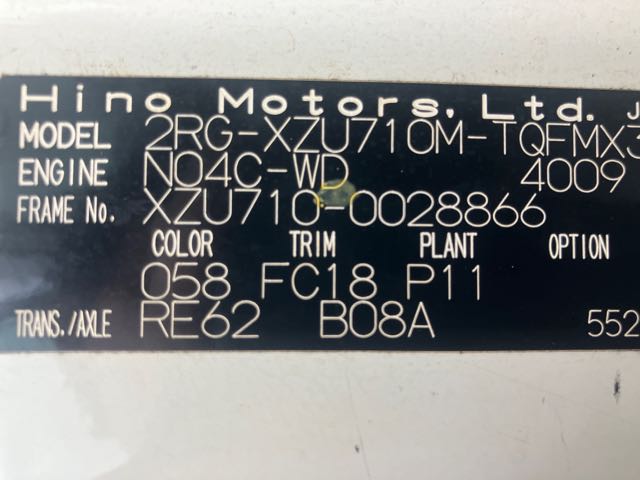 Hino Motors, Ltd. J
MODEL 2RG-XZU710M-TQFMX3
ENGINE N04C-WD 4009
FRAME No. XZU710-0028866
COLOR TRIM PLANT OPTION
058 FC18 P11
TRANS./AXLE RE62 B08A 552